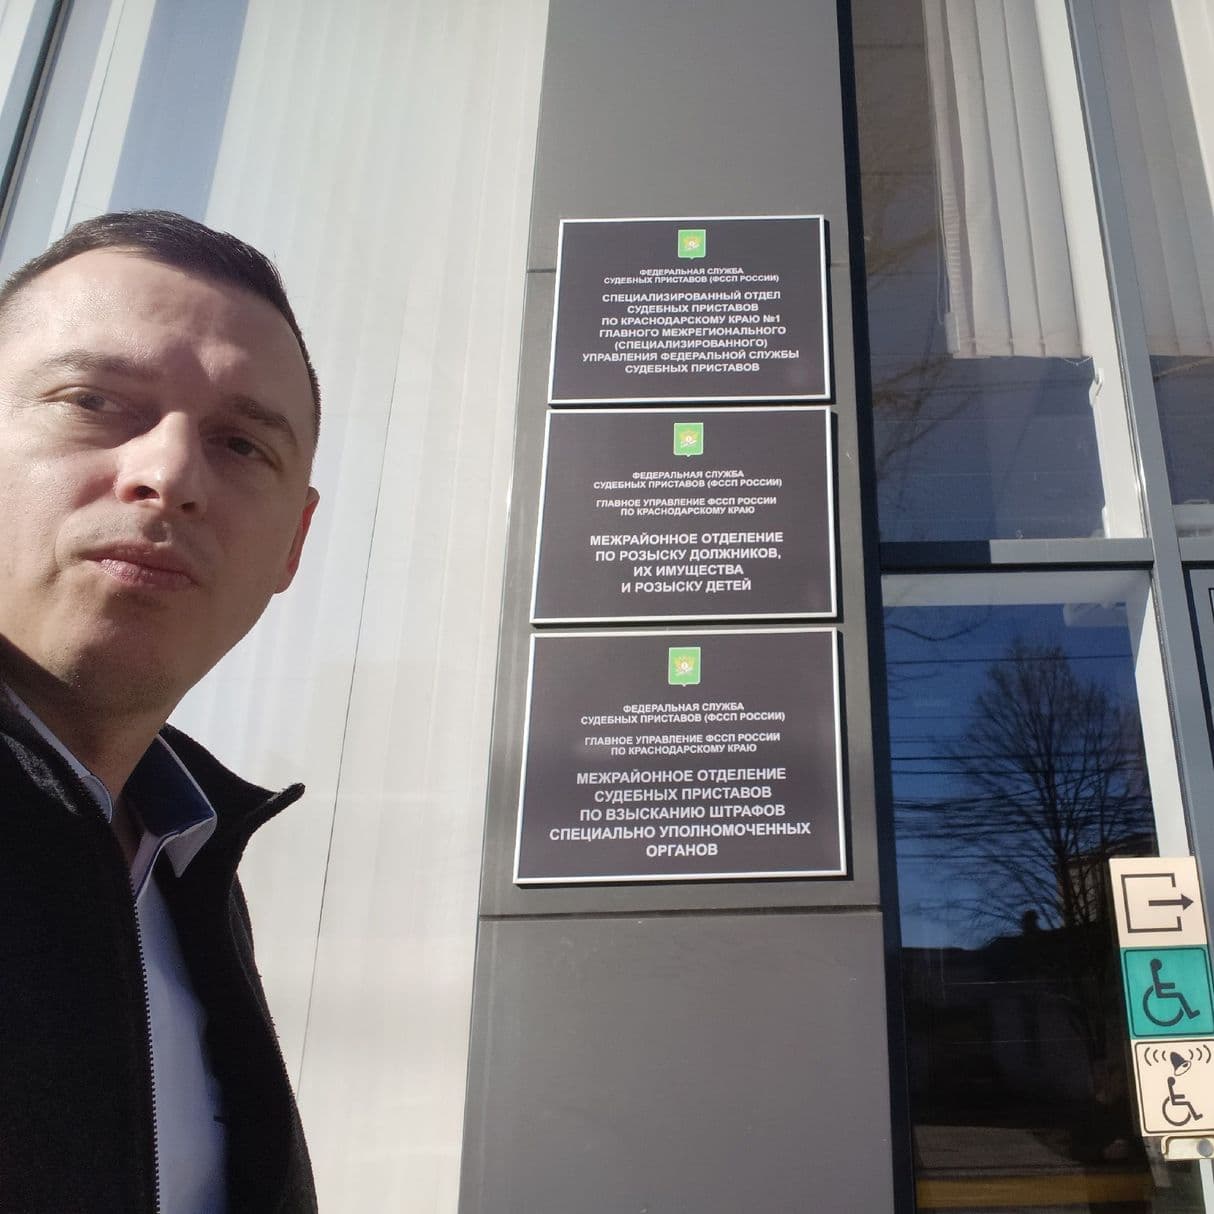 ФЕДЕРАЛЬНАЯ СЛУЖБА
СУДЕБНЫХ ПРИСТАВОВ (ФССП РОССИИ)
СПЕЦИАЛИЗИРОВАННЫЙ ОТДЕЛ
СУДЕБНЫХ ПРИСТАВОВ
ПО КРАСНОДАРСКОМУ КРАЮ №1
ГЛАВНОГО МЕЖРЕГИОНАЛЬНОГО
(СПЕЦИАЛИЗИРОВАННОГО)
УПРАВЛЕНИЯ ФЕДЕРАЛЬНОЙ СЛУЖБЫ
СУДЕБНЫХ ПРИСТАВОВ
ФЕДЕРАЛЬНАЯ СЛУЖБА
СУДЕБНЫХ ПРИСТАВОВ (ФССП РОССИИ)
ГЛАВНОЕ УПРАВЛЕНИЕ ФССП РОССИИ
ПО КРАСНОДАРСКОМУ КРАЮ
МЕЖРАЙОННОЕ ОТДЕЛЕНИЕ
ПО РОЗЫСКУ ДОЛЖНИКОВ,
ИХ ИМУЩЕСТВА
И РОЗЫСКУ ДЕТЕЙ
ФЕДЕРАЛЬНАЯ СЛУЖБА
СУДЕБНЫХ ПРИСТАВОВ (ФССП РОССИИ)
ГЛАВНОЕ УПРАВЛЕНИЕ ФССП РОССИИ
ПО КРАСНОДАРСКОМУ КРАЮ
МЕЖРАЙОННОЕ ОТДЕЛЕНИЕ
СУДЕБНЫХ ПРИСТАВОВ
ПО ВЗЫСКАНИЮ ШТРАФОВ
СПЕЦИАЛЬНО УПОЛНОМОЧЕННЫХ
ОРГАНОВ